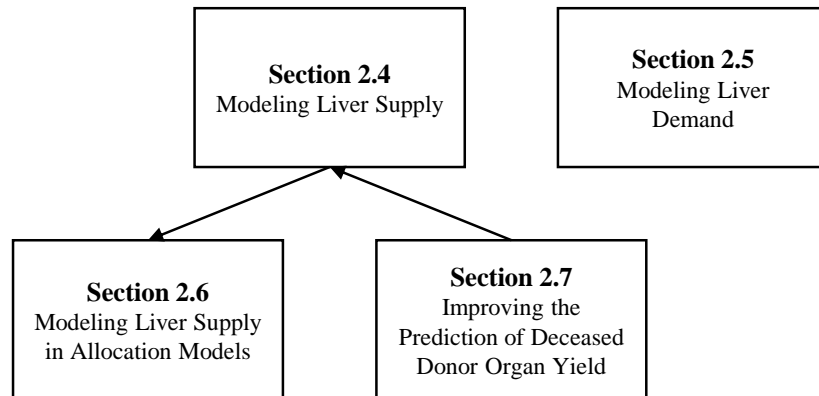 Section 2.4
Modeling Liver Supply
Section 2.5
Modeling Liver
Demand
Section 2.6
Modeling Liver Supply
in Allocation Models
Section 2.7
Improving the
Prediction of Deceased
Donor Organ Yield